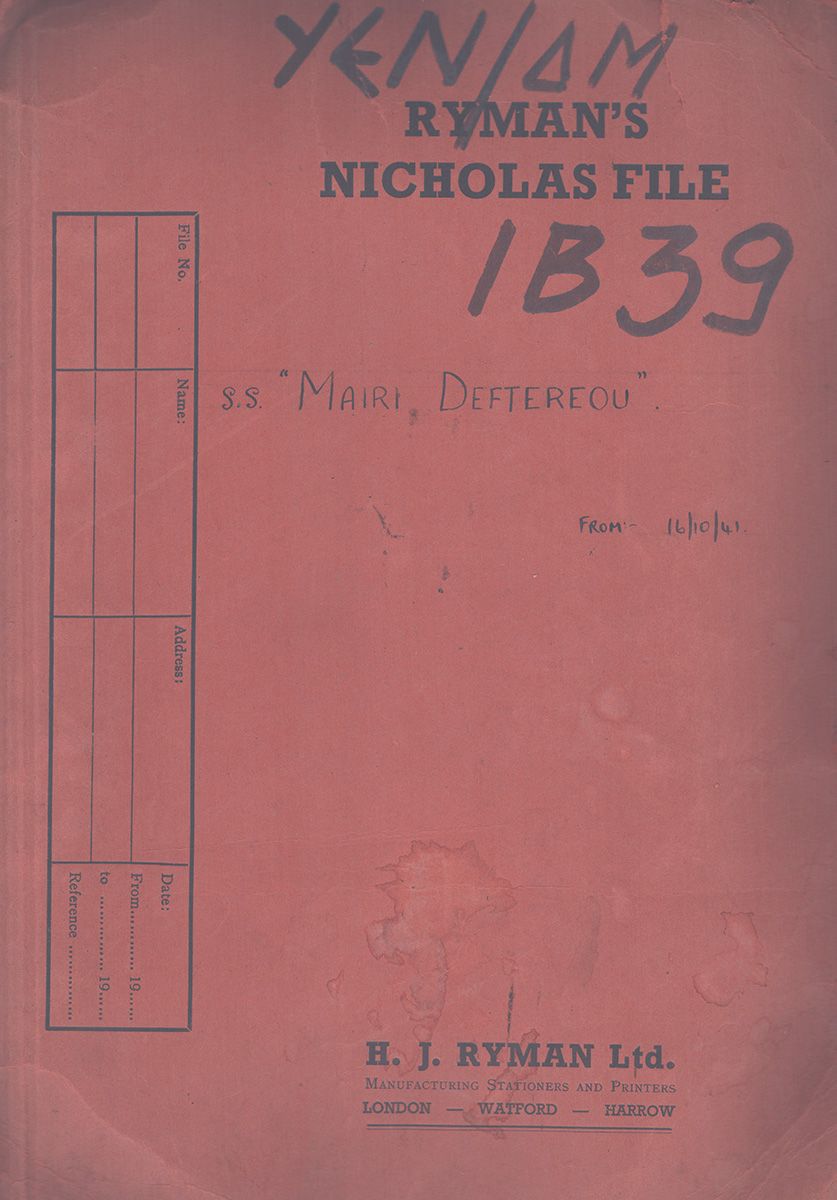 YEN/ΔM
RYMAN'S
NICHOLAS FILE
1B39
S.S. "MAIRI DEFTEREOU".
FROM:- 16/10/41.
File No.
Name:
Address:
Date:
From............ 19......
to ............ 19......
Reference ...............
H. J. RYMAN Ltd.
MANUFACTURING STATIONERS AND PRINTERS
LONDON — WATFORD — HARROW